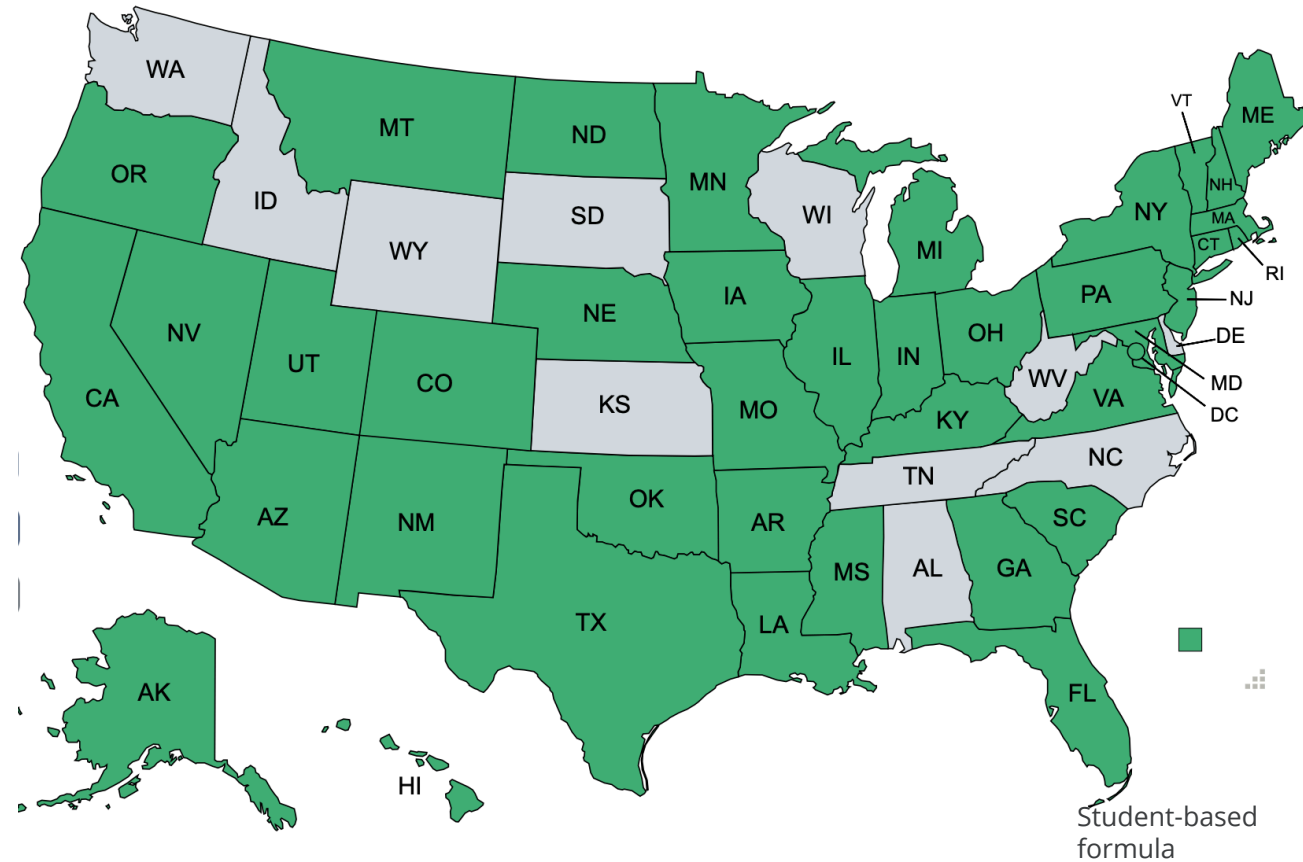 WA
MT
ND
MN
OR
ID
SD
WI
WY
MI
VT
ME
NH
NY
MA
CT
RI
IA
NE
PA
NJ
NV
OH
DE
UT
CO
IL
IN
WV
MD
CA
KS
MO
KY
VA
DC
TN
NC
AZ
NM
OK
AR
SC
MS
AL
GA
TX
LA
AK
FL
HI
Student-based
formula